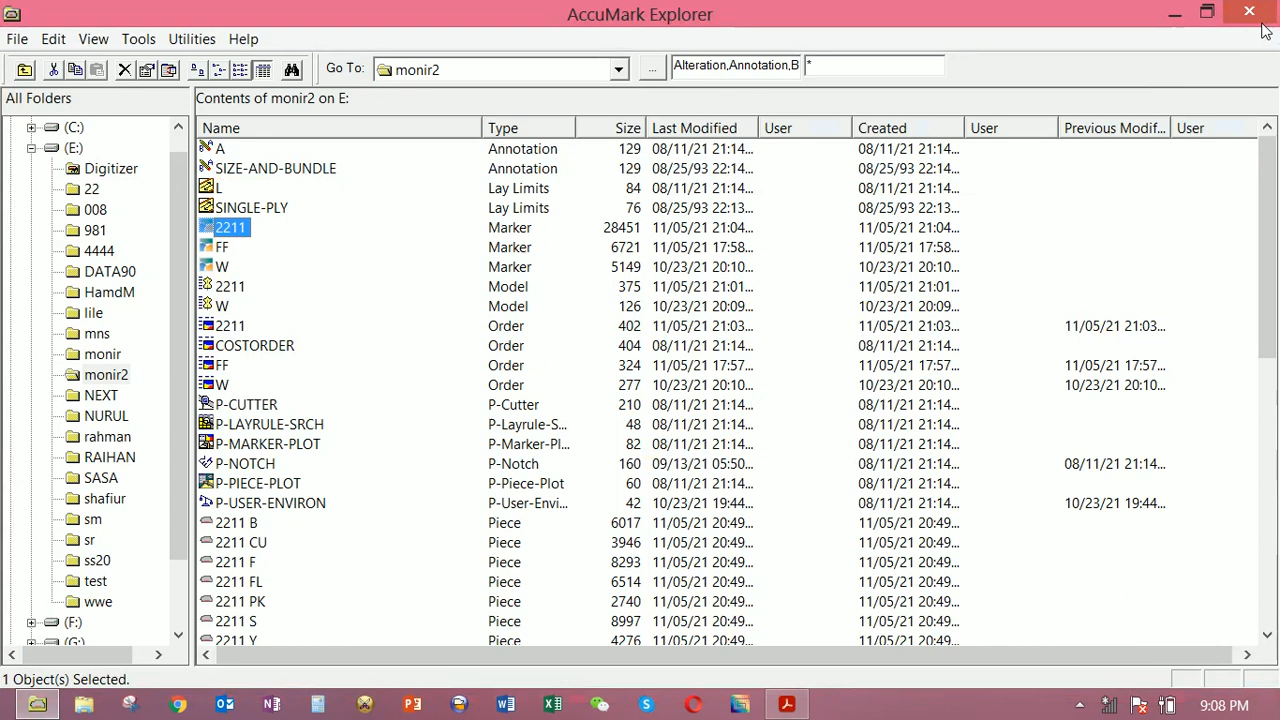 AccuMark Explorer
File Edit View Tools Utilities Help
Go To: monir2 ... Alteration,Annotation,B *
All Folders
Contents of monir2 on E:
Name Type Size Last Modified User Created User Previous Modif... User
(C:)
(E:)
Digitizer
22
008
981
4444
DATA90
HamdM
lile
mns
monir
monir2
NEXT
NURUL
rahman
RAIHAN
SASA
shafiur
sm
sr
ss20
test
wwe
(F:)
(G:)
A Annotation 129 08/11/21 21:14... 08/11/21 21:14...
SIZE-AND-BUNDLE Annotation 129 08/25/93 22:14... 08/25/93 22:14...
L Lay Limits 84 08/11/21 21:14... 08/11/21 21:14...
SINGLE-PLY Lay Limits 76 08/25/93 22:13... 08/25/93 22:13...
2211 Marker 28451 11/05/21 21:04... 11/05/21 21:04...
FF Marker 6721 11/05/21 17:58... 11/05/21 17:58...
W Marker 5149 10/23/21 20:10... 10/23/21 20:10...
2211 Model 375 11/05/21 21:01... 11/05/21 21:01...
W Model 126 10/23/21 20:09... 10/23/21 20:09...
2211 Order 402 11/05/21 21:03... 11/05/21 21:03... 11/05/21 21:03...
COSTORDER Order 404 08/11/21 21:14... 08/11/21 21:14...
FF Order 324 11/05/21 17:57... 11/05/21 17:57... 11/05/21 17:57...
W Order 277 10/23/21 20:10... 10/23/21 20:10... 10/23/21 20:10...
P-CUTTER P-Cutter 210 08/11/21 21:14... 08/11/21 21:14...
P-LAYRULE-SRCH P-Layrule-S... 48 08/11/21 21:14... 08/11/21 21:14...
P-MARKER-PLOT P-Marker-Pl... 82 08/11/21 21:14... 08/11/21 21:14...
P-NOTCH P-Notch 160 09/13/21 05:50... 08/11/21 21:14... 08/11/21 21:14...
P-PIECE-PLOT P-Piece-Plot 60 08/11/21 21:14... 08/11/21 21:14...
P-USER-ENVIRON P-User-Envi... 42 10/23/21 19:44... 08/11/21 21:14... 10/23/21 19:44...
2211 B Piece 6017 11/05/21 20:49... 11/05/21 20:49...
2211 CU Piece 3946 11/05/21 20:49... 11/05/21 20:49...
2211 F Piece 8293 11/05/21 20:49... 11/05/21 20:49...
2211 FL Piece 6514 11/05/21 20:49... 11/05/21 20:49...
2211 PK Piece 2740 11/05/21 20:49... 11/05/21 20:49...
2211 S Piece 8997 11/05/21 20:49... 11/05/21 20:49...
2211 Y Piece 4276 11/05/21 20:49... 11/05/21 20:49...
1 Object(s) Selected.
9:08 PM